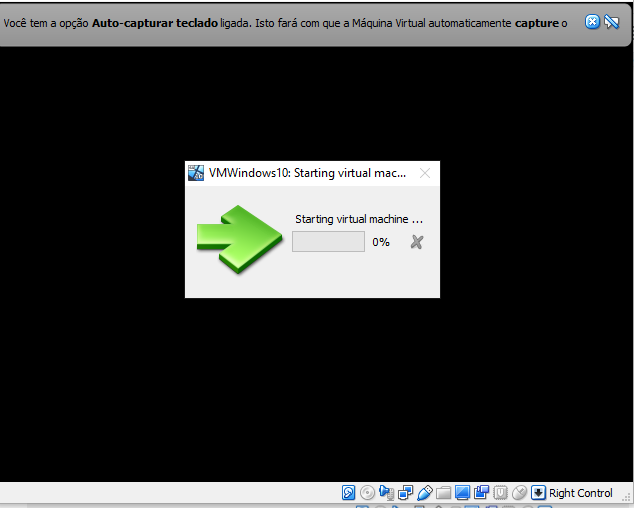 Você tem a opção Auto-capturar teclado ligada. Isto fará com que a Máquina Virtual automaticamente capture o
VMWindows10: Starting virtual mac...
Starting virtual machine ...
0%
Right Control